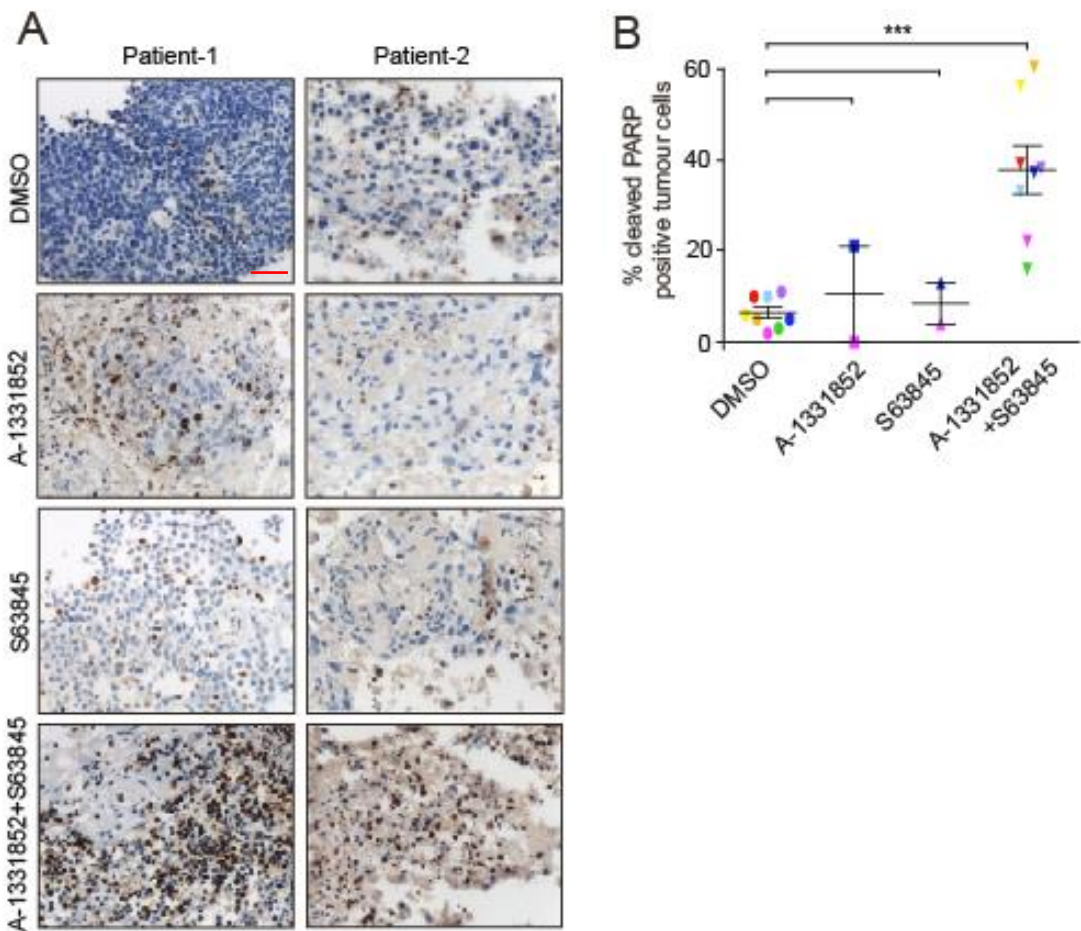 A
Patient-1
Patient-2
DMSO
A-1331852
S63845
A-1331852+S63845
B
***
% cleaved PARP
positive tumour cells
60
40
20
0
DMSO
A-1331852
S63845
A-1331852
+S63845